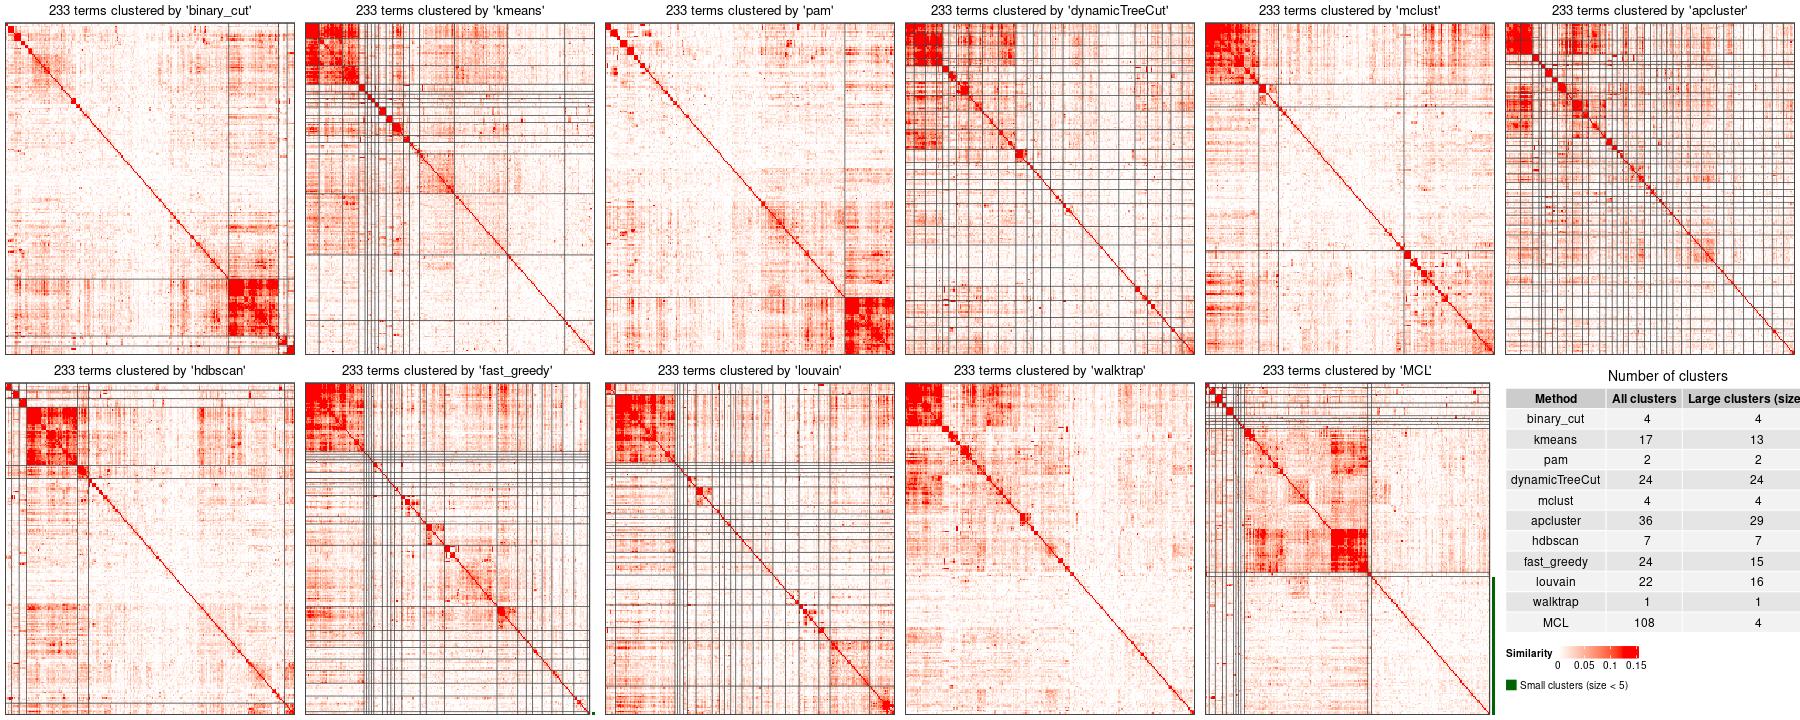 233 terms clustered by 'binary_cut'
233 terms clustered by 'kmeans'
233 terms clustered by 'pam'
233 terms clustered by 'dynamicTreeCut'
233 terms clustered by 'mclust'
233 terms clustered by 'apcluster'
233 terms clustered by 'hdbscan'
233 terms clustered by 'fast_greedy'
233 terms clustered by 'louvain'
233 terms clustered by 'walktrap'
233 terms clustered by 'MCL'
Number of clusters
Method All clusters Large clusters (size
binary_cut 4 4
kmeans 17 13
pam 2 2
dynamicTreeCut 24 24
mclust 4 4
apcluster 36 29
hdbscan 7 7
fast_greedy 24 15
louvain 22 16
walktrap 1 1
MCL 108 4
Similarity
0 0.05 0.1 0.15
Small clusters (size < 5)